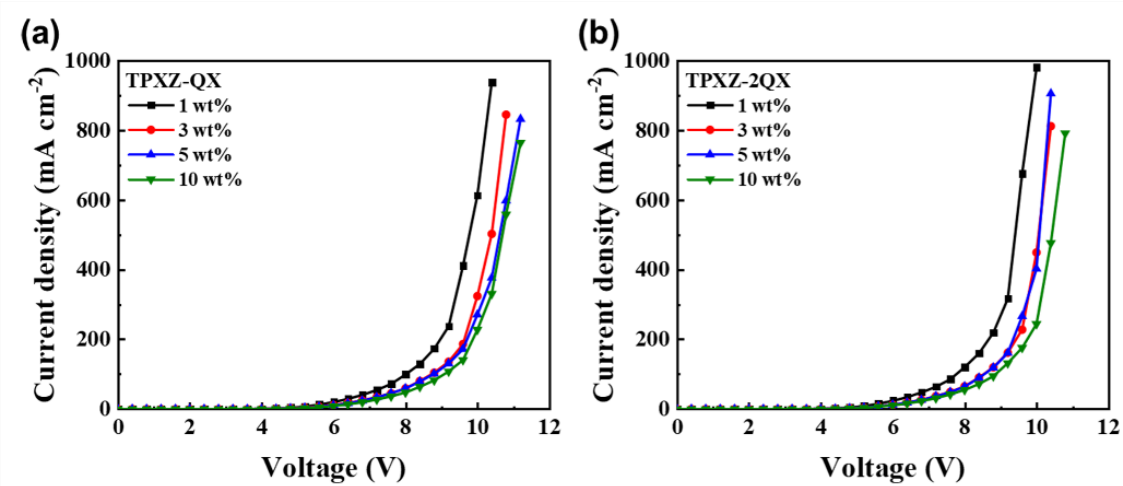 (a)
TPXZ-QX
1 wt%
3 wt%
5 wt%
10 wt%
Current density (mA cm⁻²)
0
200
400
600
800
1000
0 2 4 6 8 10 12
Voltage (V)
(b)
TPXZ-2QX
1 wt%
3 wt%
5 wt%
10 wt%
Current density (mA cm⁻²)
0
200
400
600
800
1000
0 2 4 6 8 10 12
Voltage (V)